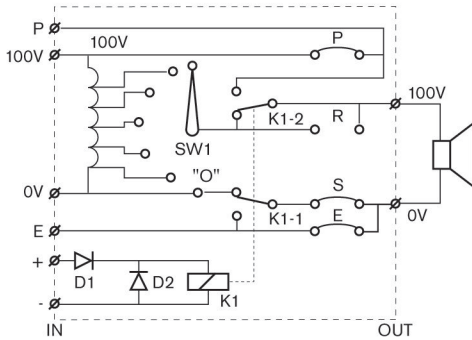 P
100V
100V
P
100V
K1-2
R
SW1
"O"
0V
S
K1-1
E
0V
E
+
D1
D2
K1
-
IN
OUT